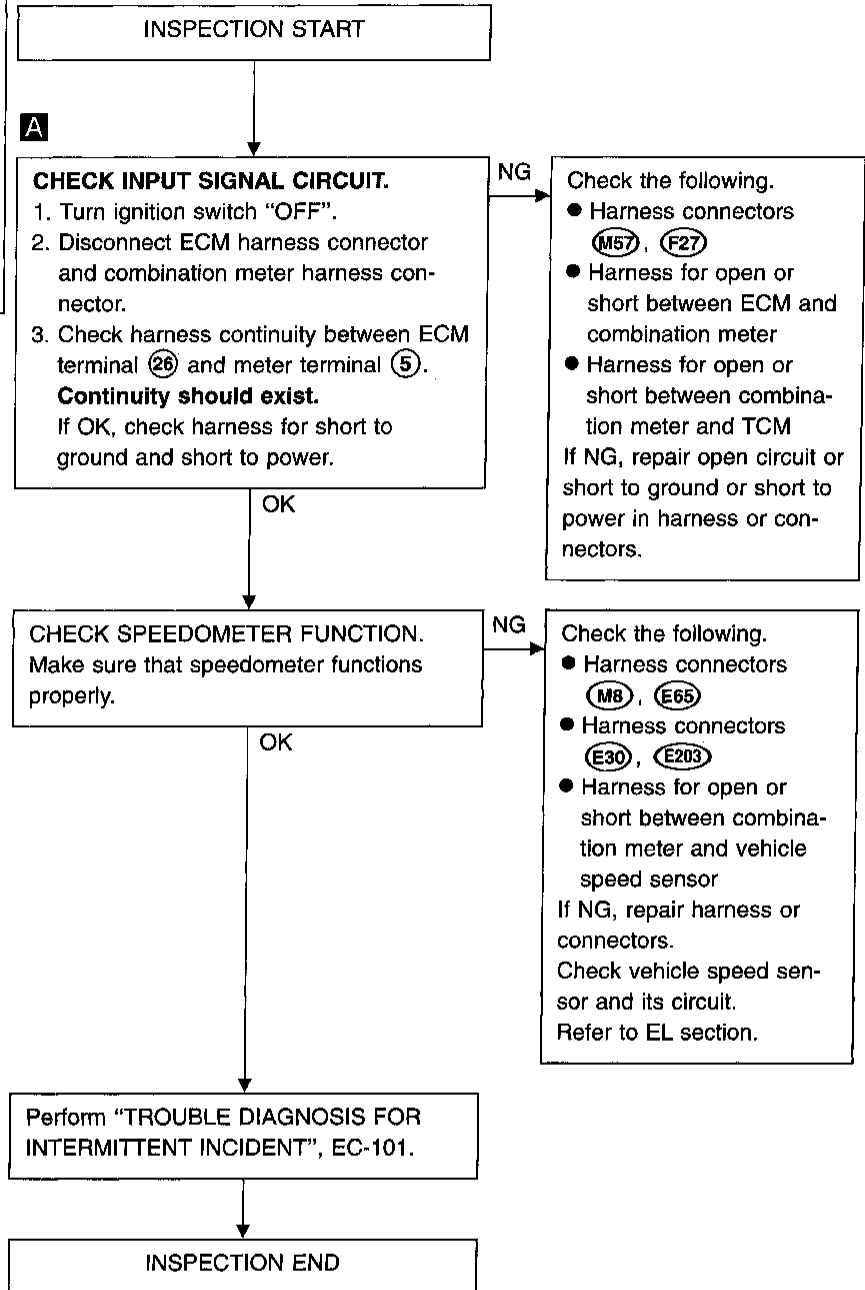 INSPECTION START
A
CHECK INPUT SIGNAL CIRCUIT.
1. Turn ignition switch “OFF”.
2. Disconnect ECM harness connector
and combination meter harness con-
nector.
3. Check harness continuity between ECM
terminal 26 and meter terminal 5.
Continuity should exist.
If OK, check harness for short to
ground and short to power.
NG
Check the following.
● Harness connectors
M57, F27
● Harness for open or
short between ECM and
combination meter
● Harness for open or
short between combina-
tion meter and TCM
If NG, repair open circuit or
short to ground or short to
power in harness or con-
nectors.
OK
CHECK SPEEDOMETER FUNCTION.
Make sure that speedometer functions
properly.
NG
Check the following.
● Harness connectors
M8, E65
● Harness connectors
E30, E203
● Harness for open or
short between combina-
tion meter and vehicle
speed sensor
If NG, repair harness or
connectors.
Check vehicle speed sen-
sor and its circuit.
Refer to EL section.
OK
Perform “TROUBLE DIAGNOSIS FOR
INTERMITTENT INCIDENT”, EC-101.
INSPECTION END